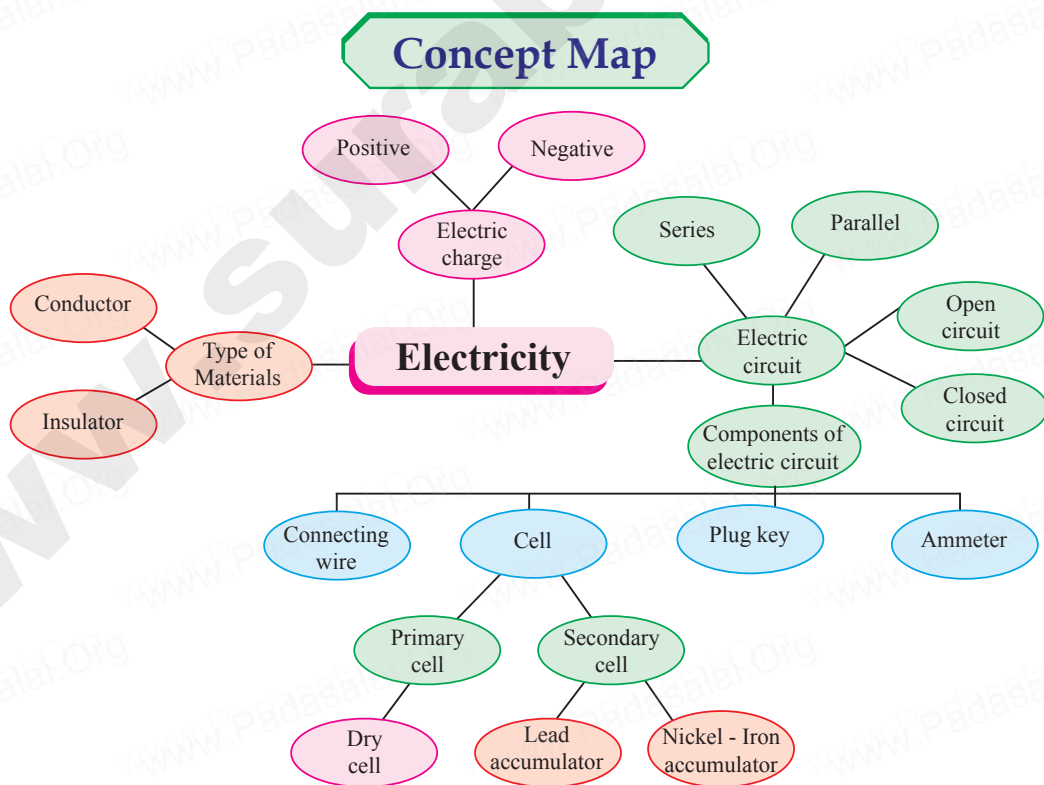 Concept Map
Positive
Negative
Electric
charge
Series
Parallel
Conductor
Open
circuit
Type of
Materials
Electricity
Electric
circuit
Insulator
Closed
circuit
Components of
electric circuit
Connecting
wire
Cell
Plug key
Ammeter
Primary
cell
Secondary
cell
Dry
cell
Lead
accumulator
Nickel - Iron
accumulator